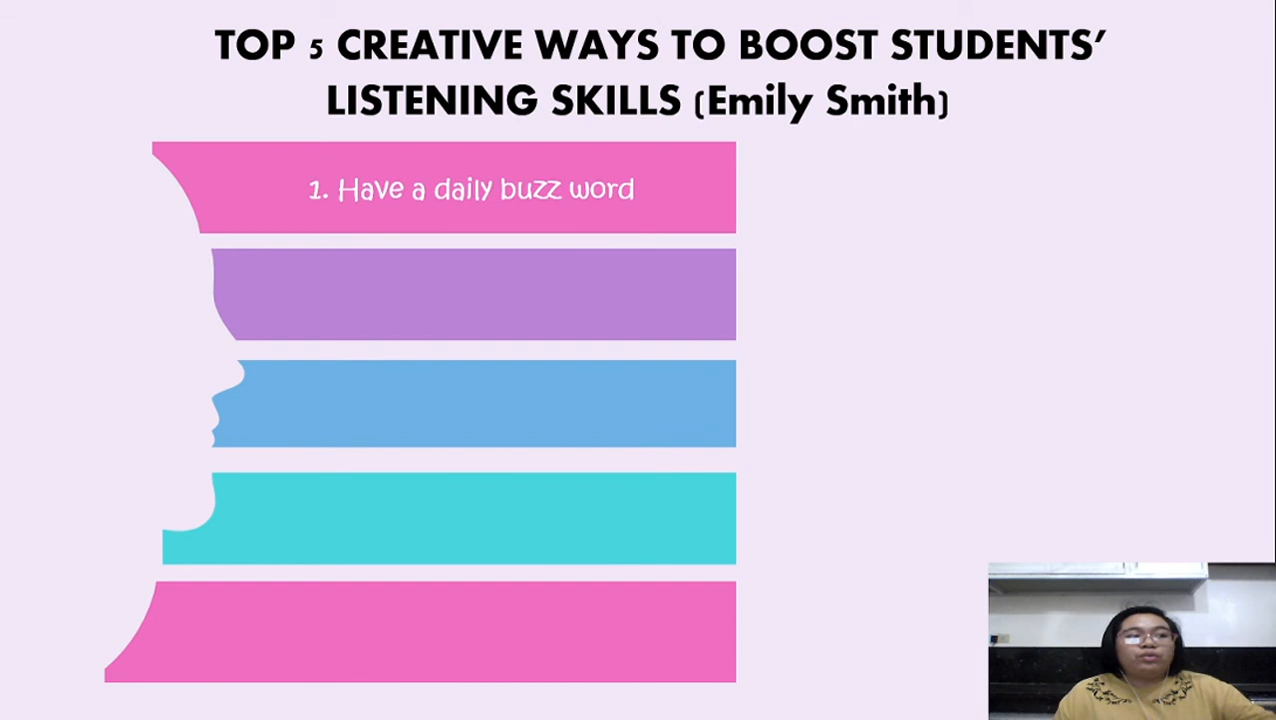 TOP 5 CREATIVE WAYS TO BOOST STUDENTS’
LISTENING SKILLS (Emily Smith)
1. Have a daily buzz word